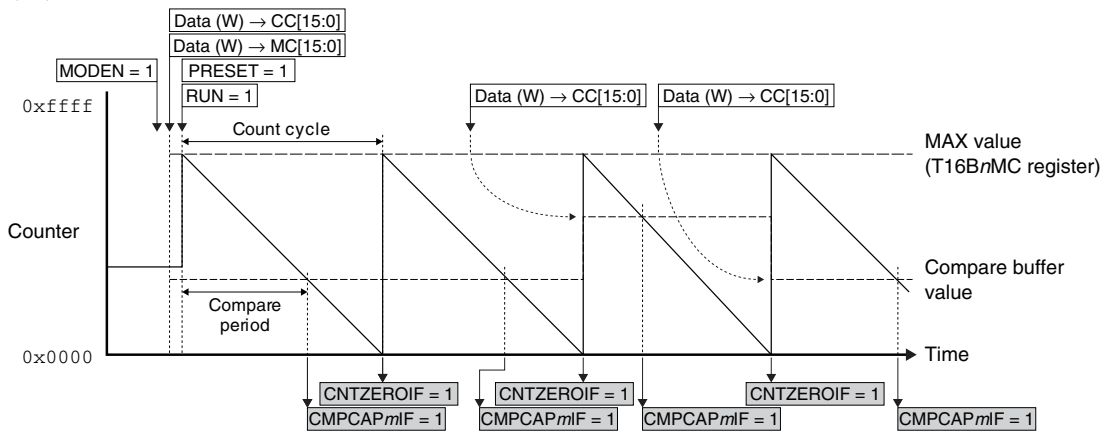 Data (W) → CC[15:0]
Data (W) → MC[15:0]
MODEN = 1
PRESET = 1
RUN = 1
Data (W) → CC[15:0]
Data (W) → CC[15:0]
0xffff
Count cycle
MAX value
(T16BnMC register)
Counter
Compare buffer
value
Compare
period
0x0000
Time
CNTZEROIF = 1
CNTZEROIF = 1
CNTZEROIF = 1
CMPCAPmIF = 1
CMPCAPmIF = 1
CMPCAPmIF = 1
CMPCAPmIF = 1